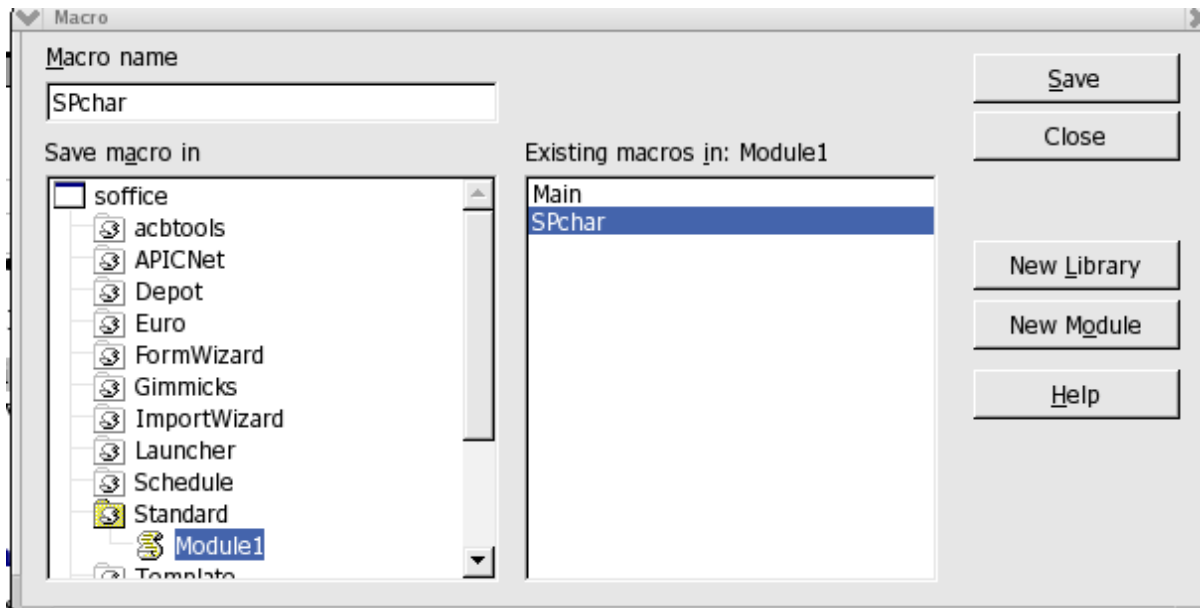 Macro
Macro name
SPchar
Save macro in
soffice
acbtools
APICNet
Depot
Euro
FormWizard
Gimmicks
ImportWizard
Launcher
Schedule
Standard
Module1
Template
Existing macros in: Module1
Main
SPchar
Save
Close
New Library
New Module
Help